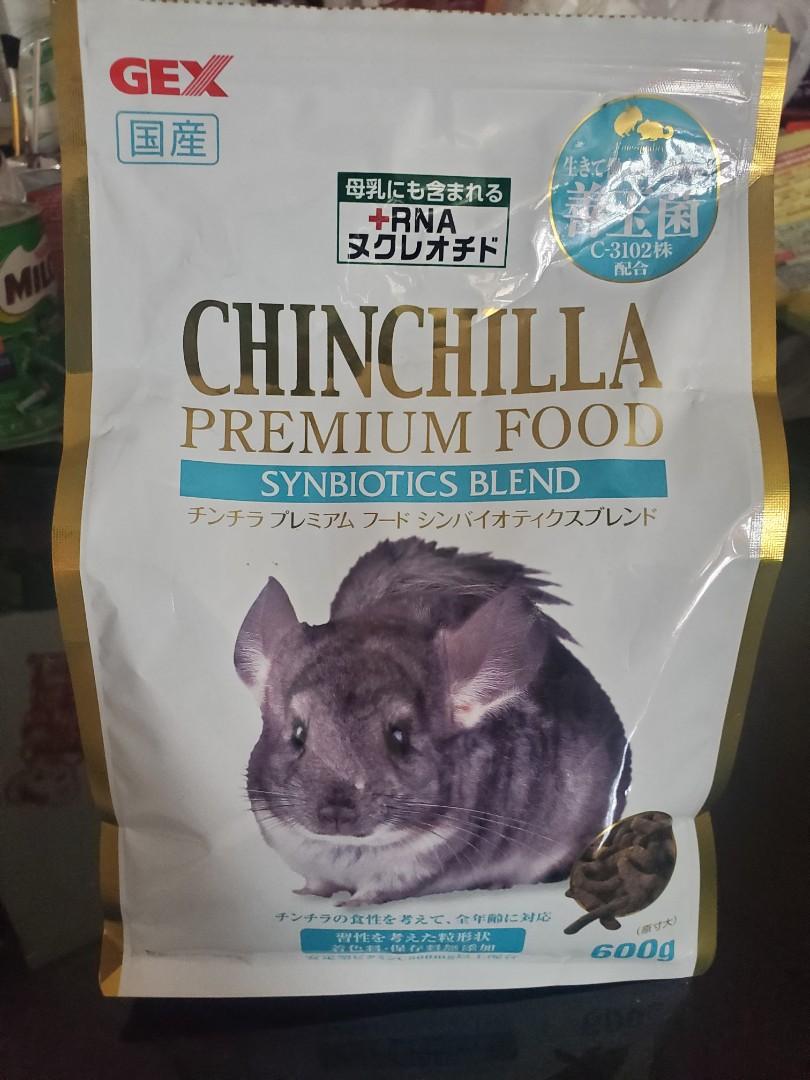 GEX
国産
母乳にも含まれる
+RNA
ヌクレオチド
生きて
善玉菌
C-3102株
配合
CHINCHILLA
PREMIUM FOOD
SYNBIOTICS BLEND
チンチラ プレミアム フード シンバイオティクスブレンド
チンチラの食性を考えて、全年齢に対応
習性を考えた粒形状
着色料・保存料無添加
(原寸大)
600g
MIL